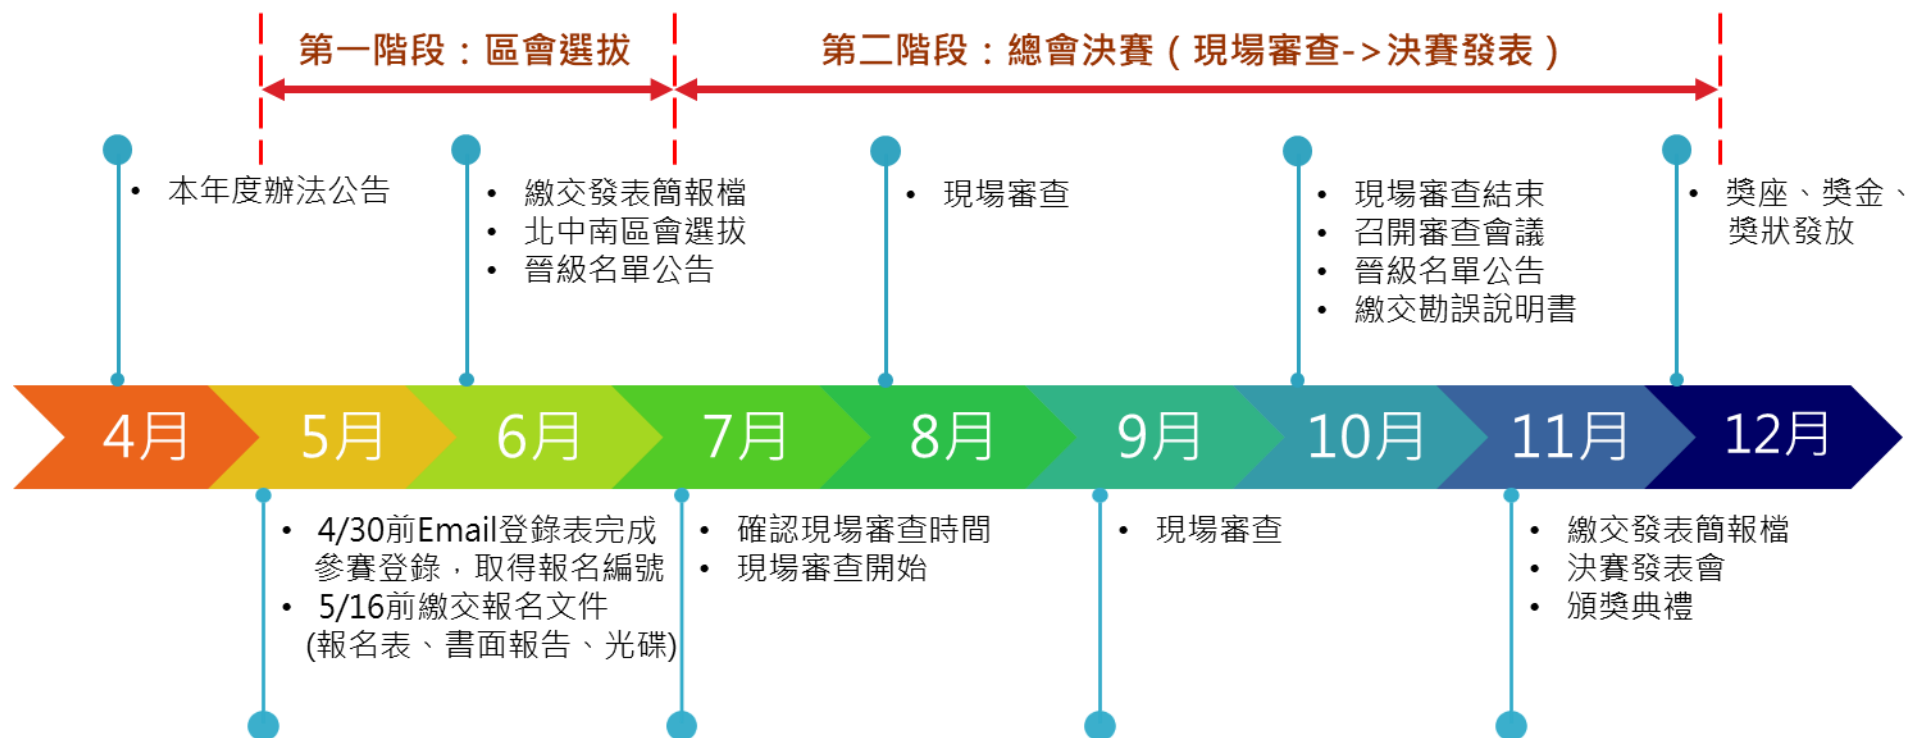 第一階段：區會選拔
第二階段：總會決賽（現場審查->決賽發表）
• 本年度辦法公告
• 繳交發表簡報檔
• 北中南區會選拔
• 晉級名單公告
• 現場審查
• 現場審查結束
• 召開審查會議
• 晉級名單公告
• 繳交勘誤說明書
• 獎座、獎金、
獎狀發放
4月
5月
6月
7月
8月
9月
10月
11月
12月
• 4/30前Email登錄表完成
參賽登錄，取得報名編號
• 5/16前繳交報名文件
(報名表、書面報告、光碟)
• 確認現場審查時間
• 現場審查開始
• 現場審查
• 繳交發表簡報檔
• 決賽發表會
• 頒獎典禮